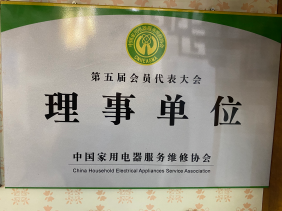 第五届会员代表大会
理事单位
中国家用电器服务维修协会
China Household Electrical Appliances Service Association